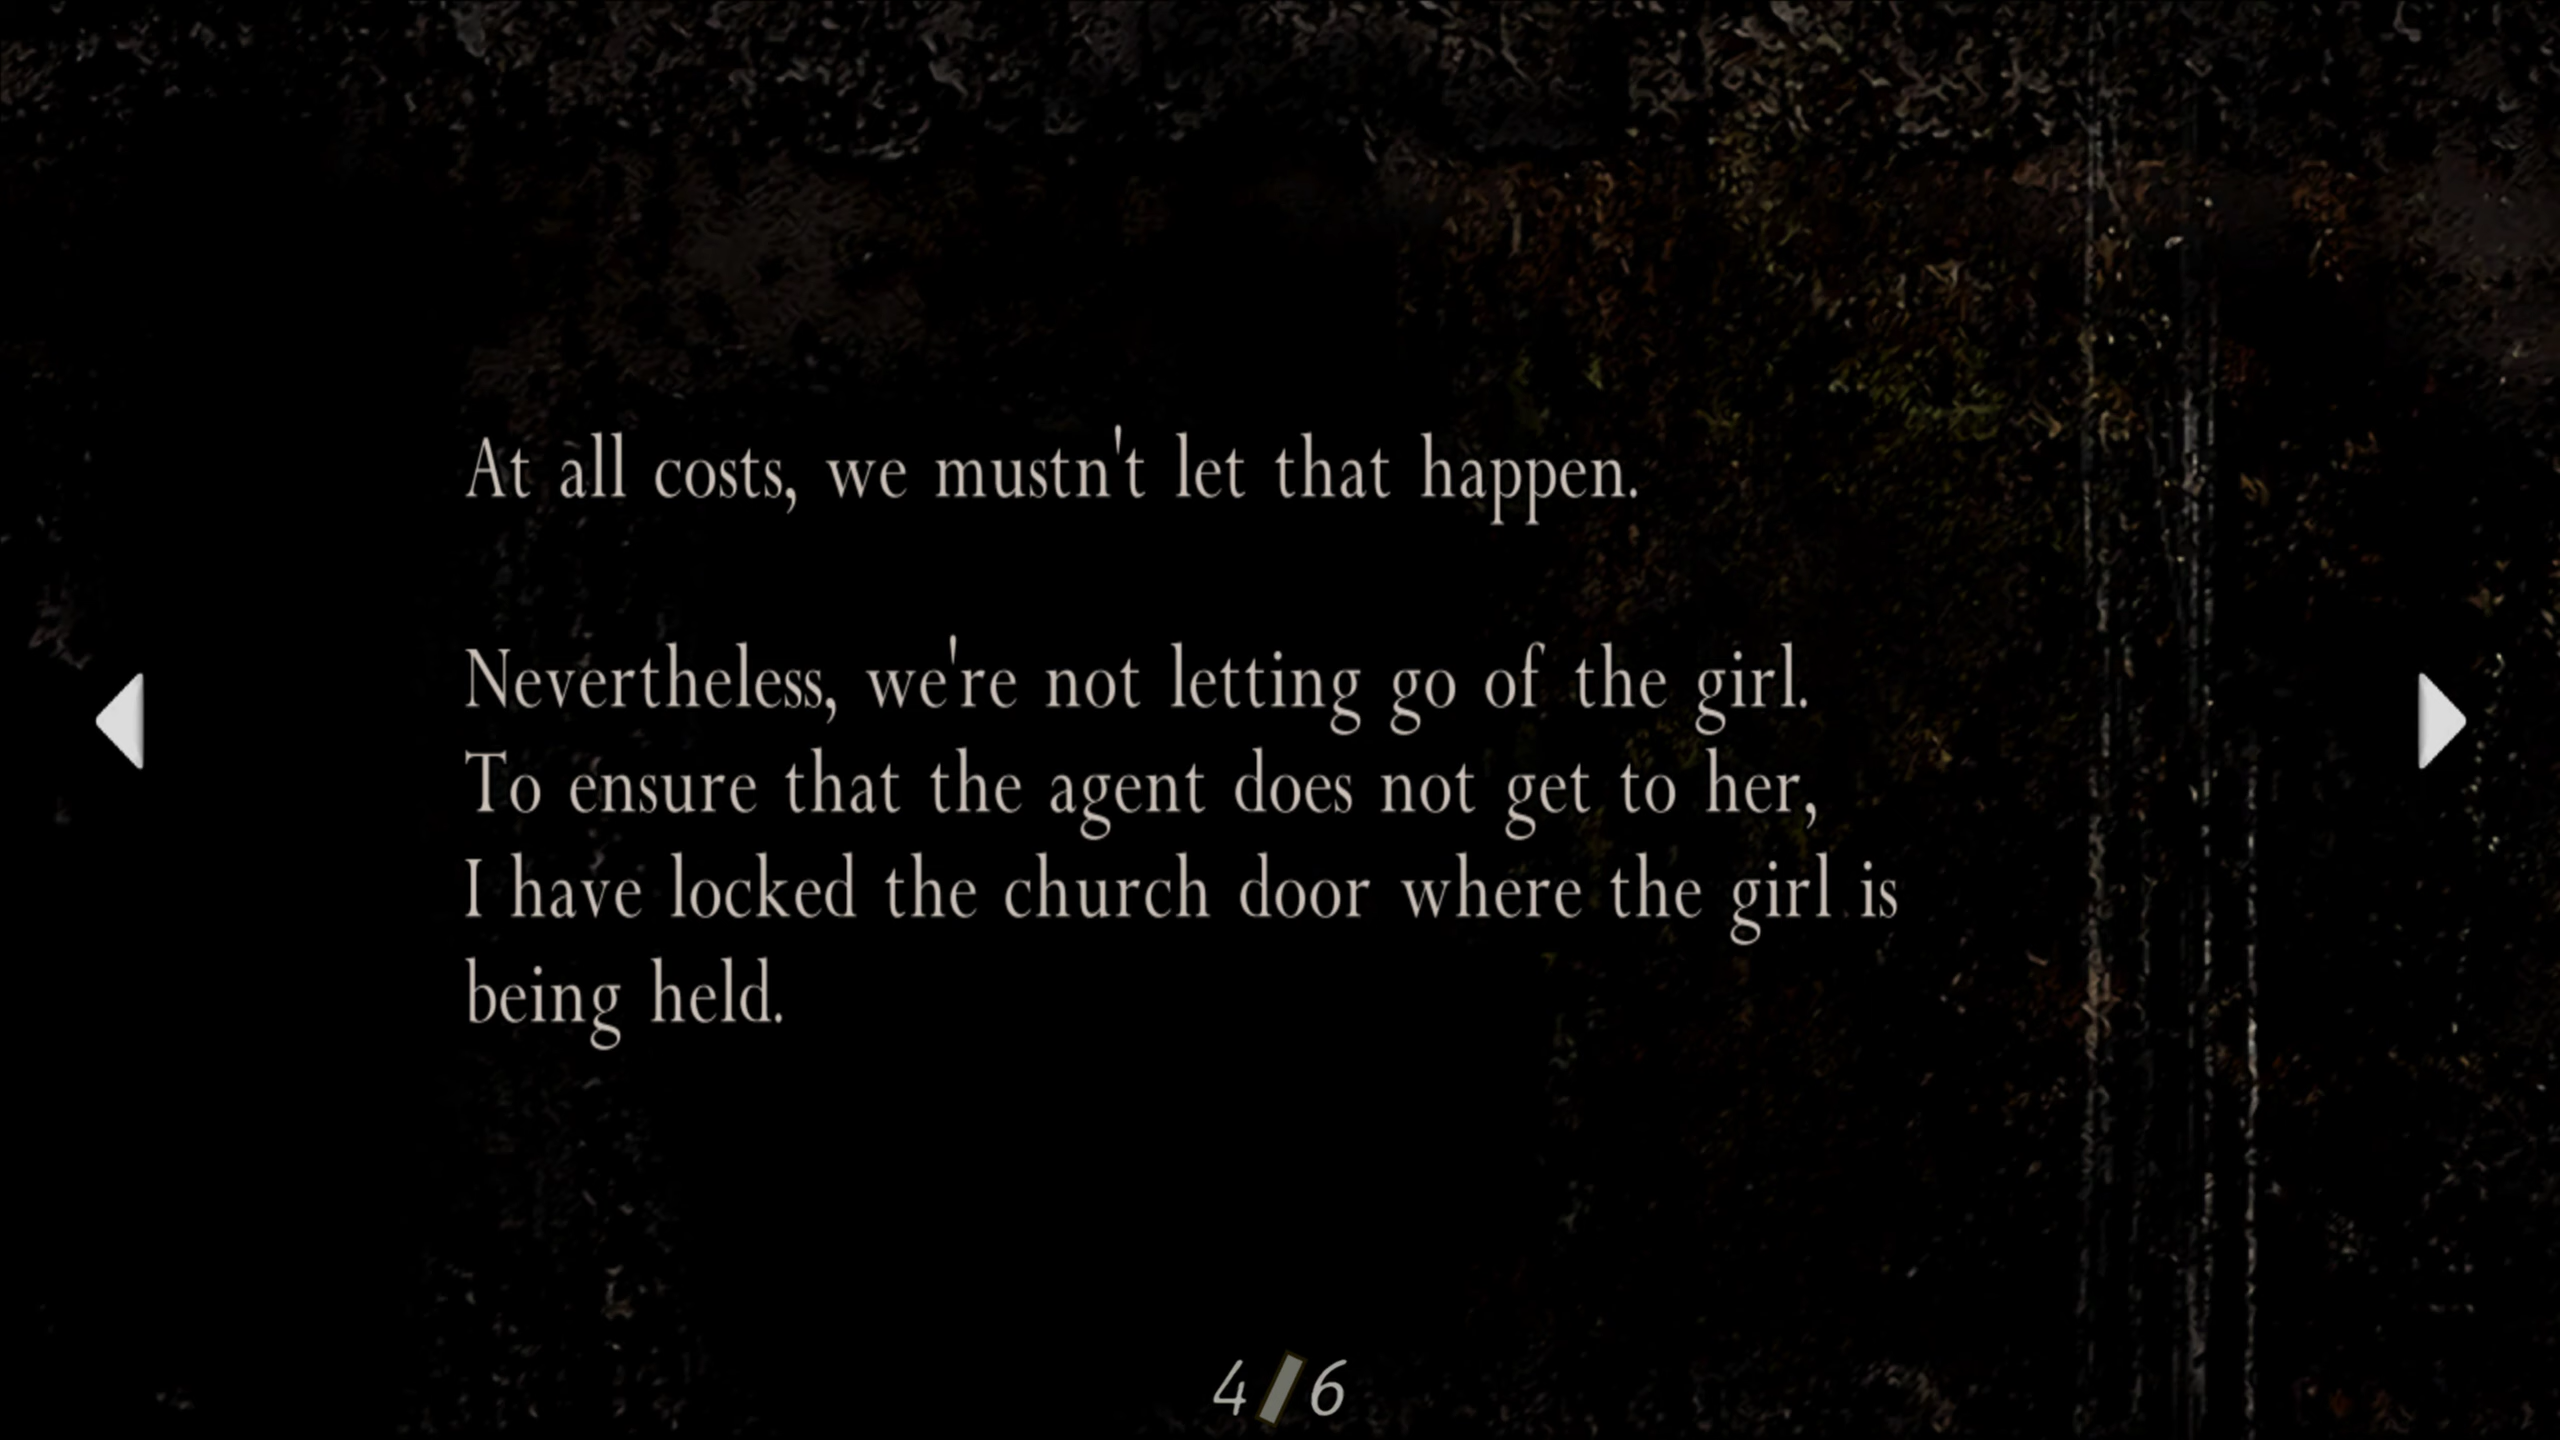 At all costs, we mustn't let that happen.
Nevertheless, we're not letting go of the girl.
To ensure that the agent does not get to her,
I have locked the church door where the girl is
being held.
4/6